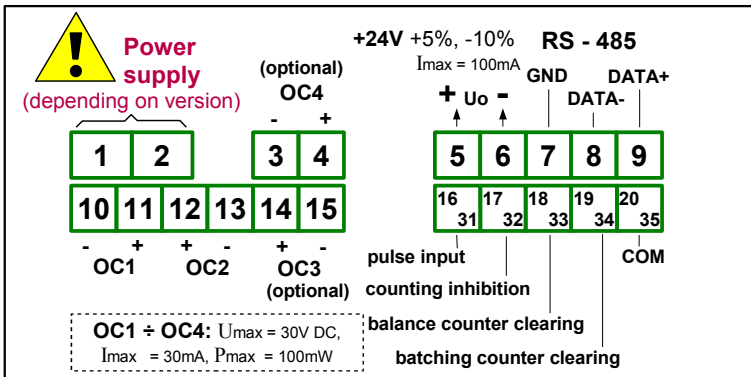 Power
supply
(depending on version)
(optional)
OC4
- +
+24V +5%, -10%
Imax = 100mA
+ Uo -
RS - 485
GND
DATA+
DATA-
1 2 3 4 5 6 7 8 9
10 11 12 13 14 15
16 17 18 19 20
31 32 33 34 35
- + + - + -
OC1 OC2 OC3
(optional)
pulse input
COM
counting inhibition
balance counter clearing
batching counter clearing
OC1 ÷ OC4: Umax = 30V DC,
Imax = 30mA, Pmax = 100mW